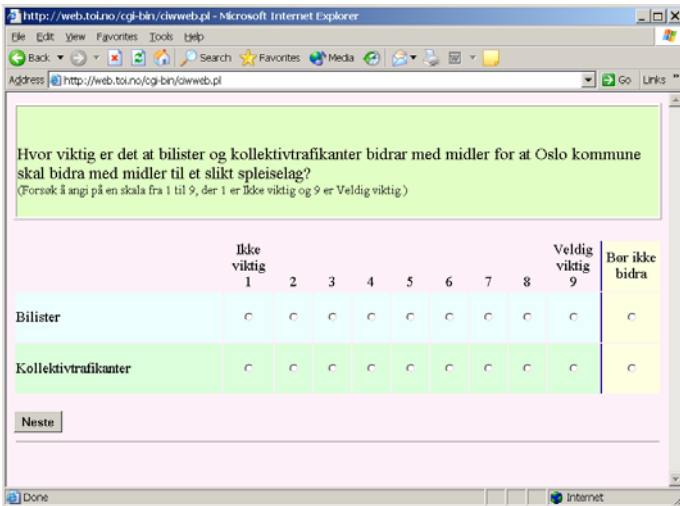 http://web.toi.no/cgi-bin/ciwweb.pl - Microsoft Internet Explorer
File Edit View Favorites Tools Help
Back Search Favorites Media
Address http://web.toi.no/cgi-bin/ciwweb.pl Go Links »
Hvor viktig er det at bilister og kollektivtrafikanter bidrar med midler for at Oslo kommune
skal bidra med midler til et slikt spleiselag?
(Forsøk å angi på en skala fra 1 til 9, der 1 er Ikke viktig og 9 er Veldig viktig.)
Ikke viktig 1 2 3 4 5 6 7 8 Veldig viktig 9 Bør ikke bidra
Bilister
Kollektivtrafikanter
Neste
Done Internet